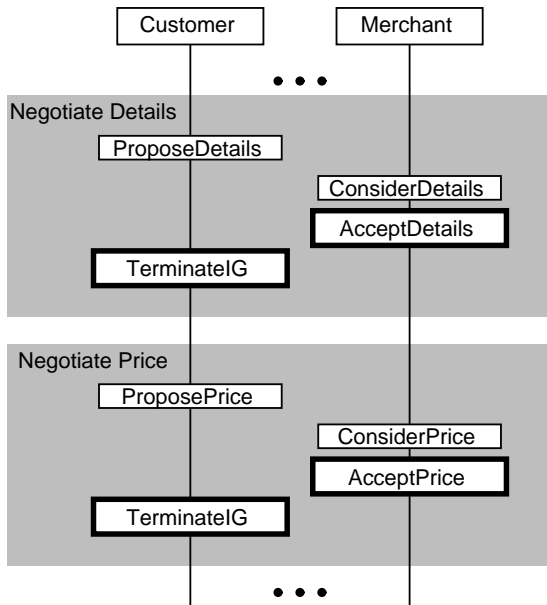 Customer
Merchant
• • •
Negotiate Details
ProposeDetails
ConsiderDetails
AcceptDetails
TerminateIG
Negotiate Price
ProposePrice
ConsiderPrice
AcceptPrice
TerminateIG
• • •